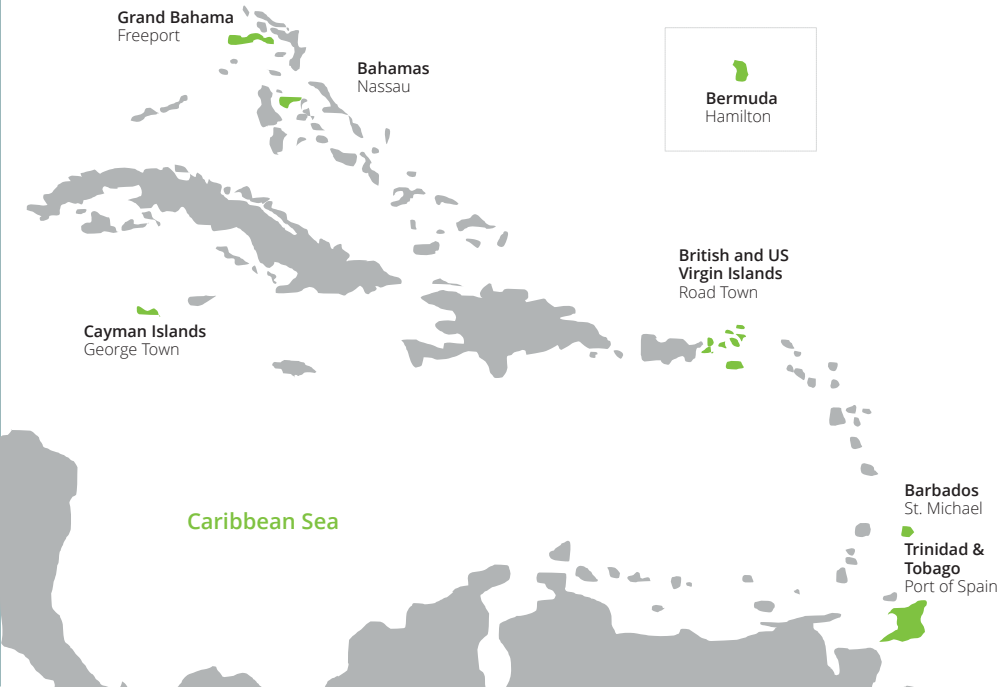 Grand Bahama
Freeport
Bahamas
Nassau
Bermuda
Hamilton
British and US
Virgin Islands
Road Town
Cayman Islands
George Town
Caribbean Sea
Barbados
St. Michael
Trinidad &
Tobago
Port of Spain